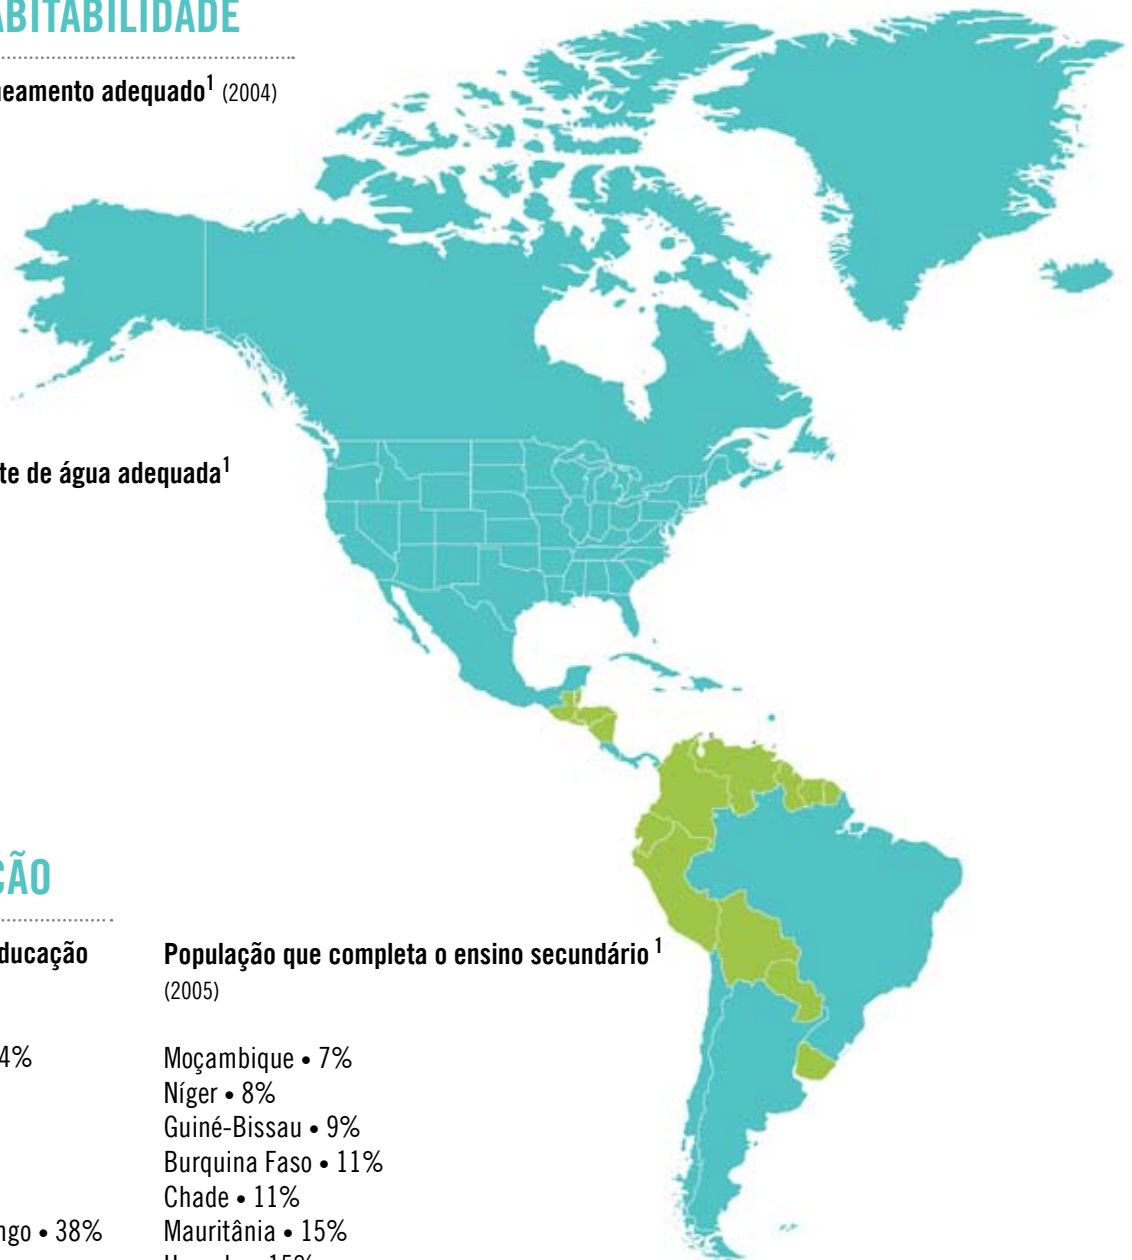 ABITABILIDADE
neamento adequado¹ (2004)
te de água adequada¹
ÇÃO
ducação
4%
ngo • 38%
População que completa o ensino secundário ¹
(2005)
Moçambique • 7%
Níger • 8%
Guiné-Bissau • 9%
Burquina Faso • 11%
Chade • 11%
Mauritânia • 15%
15%